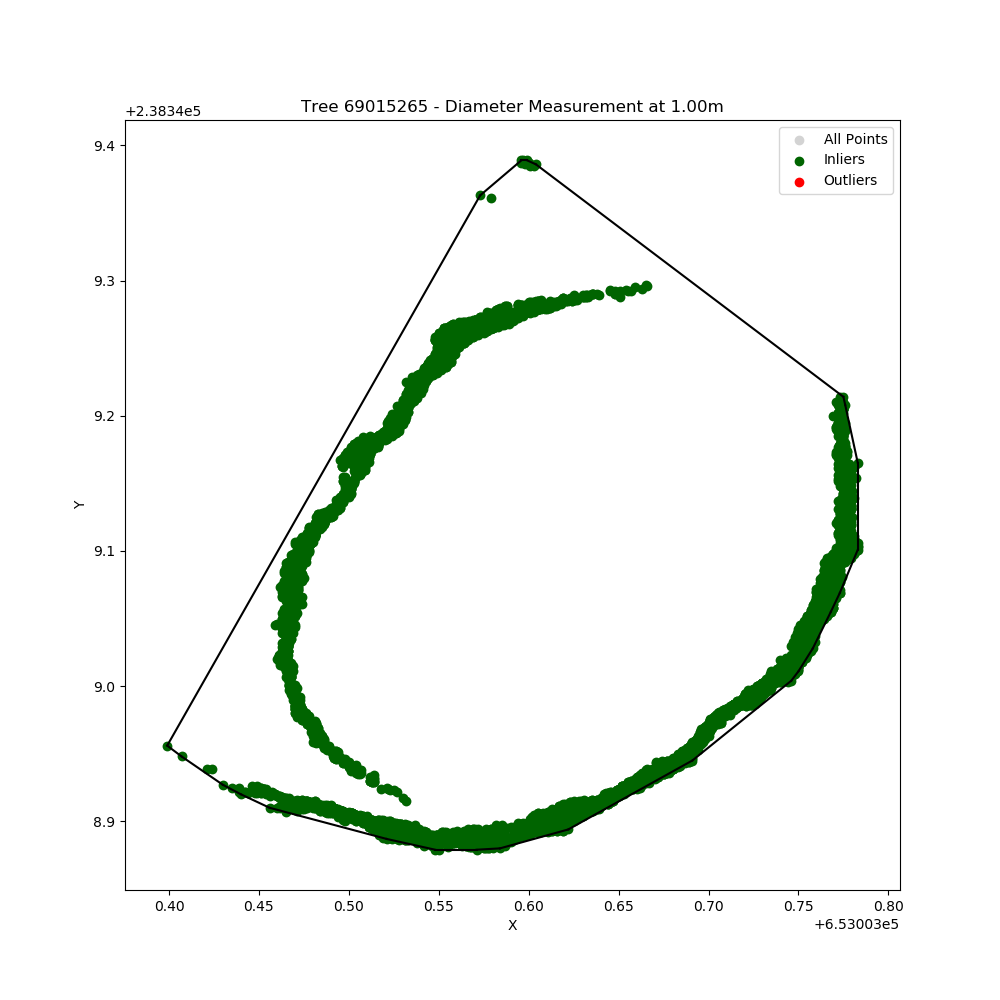 Tree 69015265 - Diameter Measurement at 1.00m
+2.3834e5
All Points
Inliers
Outliers
9.4
9.3
9.2
9.1
9.0
8.9
Y
0.40 0.45 0.50 0.55 0.60 0.65 0.70 0.75 0.80
X
+6.53003e5